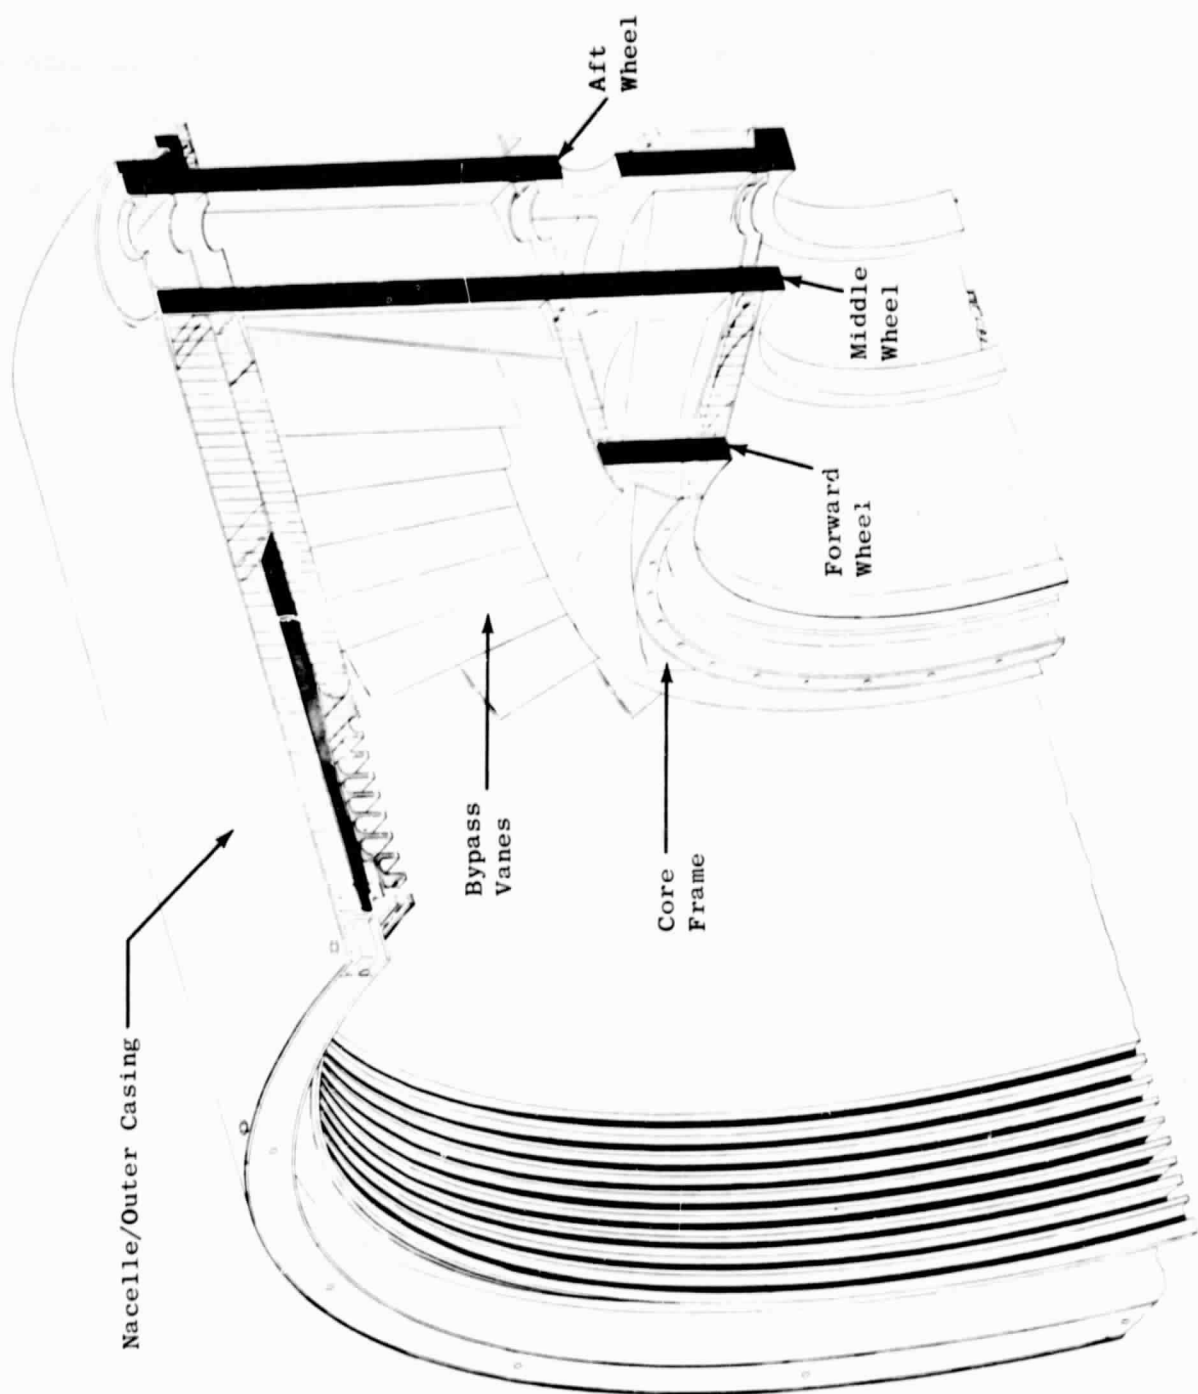 Nacelle/Outer Casing
Bypass
Vanes
Core
Frame
Forward
Wheel
Middle
Wheel
Aft
Wheel